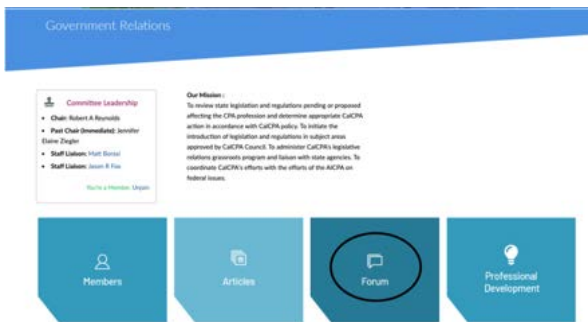 Government Relations
Committee Leadership
• Chair: Robert A Reynolds
• Past Chair (Immediate): Jennifer
Elaine Ziegler
• Staff Liaison: Matt Bontei
• Staff Liaison: Jason R Fox
You're a Member. Unjoin
Our Mission :
To review state legislation and regulations pending or proposed
affecting the CPA profession and determine appropriate CalCPA
action in accordance with CalCPA policy. To initiate the
introduction of legislation and regulations in subject areas
approved by CalCPA Council. To administer CalCPA's legislative
relations grassroots program and liaison with state agencies. To
coordinate CalCPA's efforts with the efforts of the AICPA on
federal issues.
Members
Articles
Forum
Professional
Development